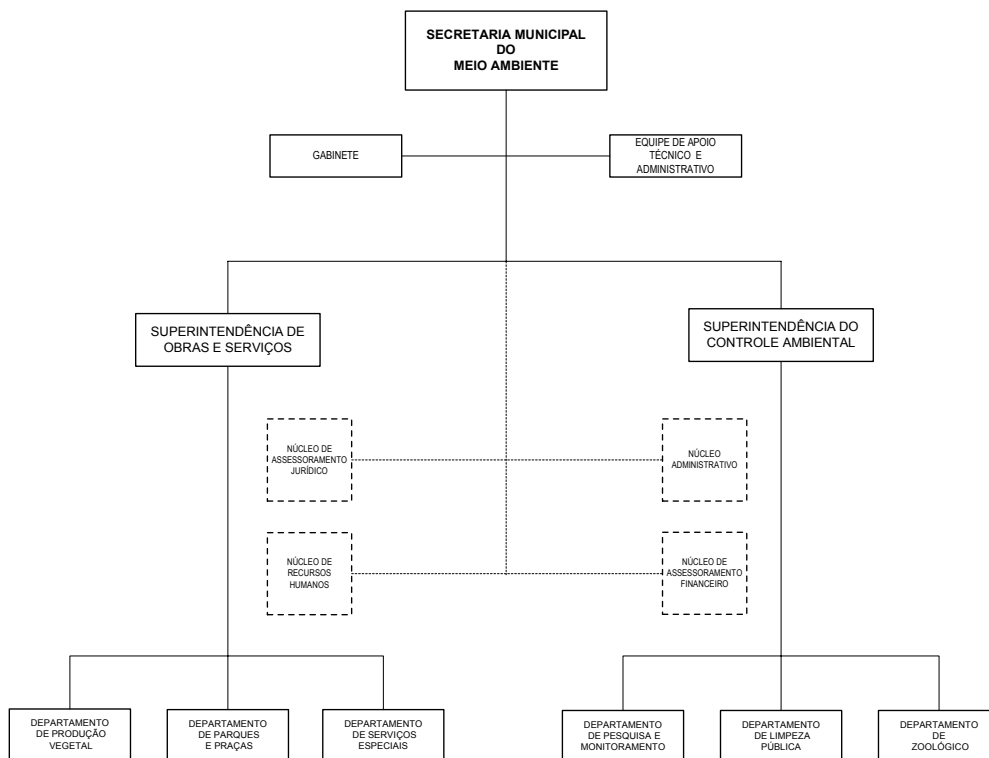 SECRETARIA MUNICIPAL
DO
MEIO AMBIENTE
GABINETE
EQUIPE DE APOIO
TÉCNICO E
ADMINISTRATIVO
SUPERINTENDÊNCIA DE
OBRAS E SERVIÇOS
SUPERINTENDÊNCIA DO
CONTROLE AMBIENTAL
NÚCLEO DE
ASSESSORAMENTO
JURÍDICO
NÚCLEO
ADMINISTRATIVO
NÚCLEO DE
RECURSOS
HUMANOS
NÚCLEO DE
ASSESSORAMENTO
FINANCEIRO
DEPARTAMENTO
DE PRODUÇÃO
VEGETAL
DEPARTAMENTO
DE PARQUES
E PRAÇAS
DEPARTAMENTO
DE SERVIÇOS
ESPECIAIS
DEPARTAMENTO
DE PESQUISA E
MONITORAMENTO
DEPARTAMENTO
DE LIMPEZA
PÚBLICA
DEPARTAMENTO
DE
ZOOLÓGICO